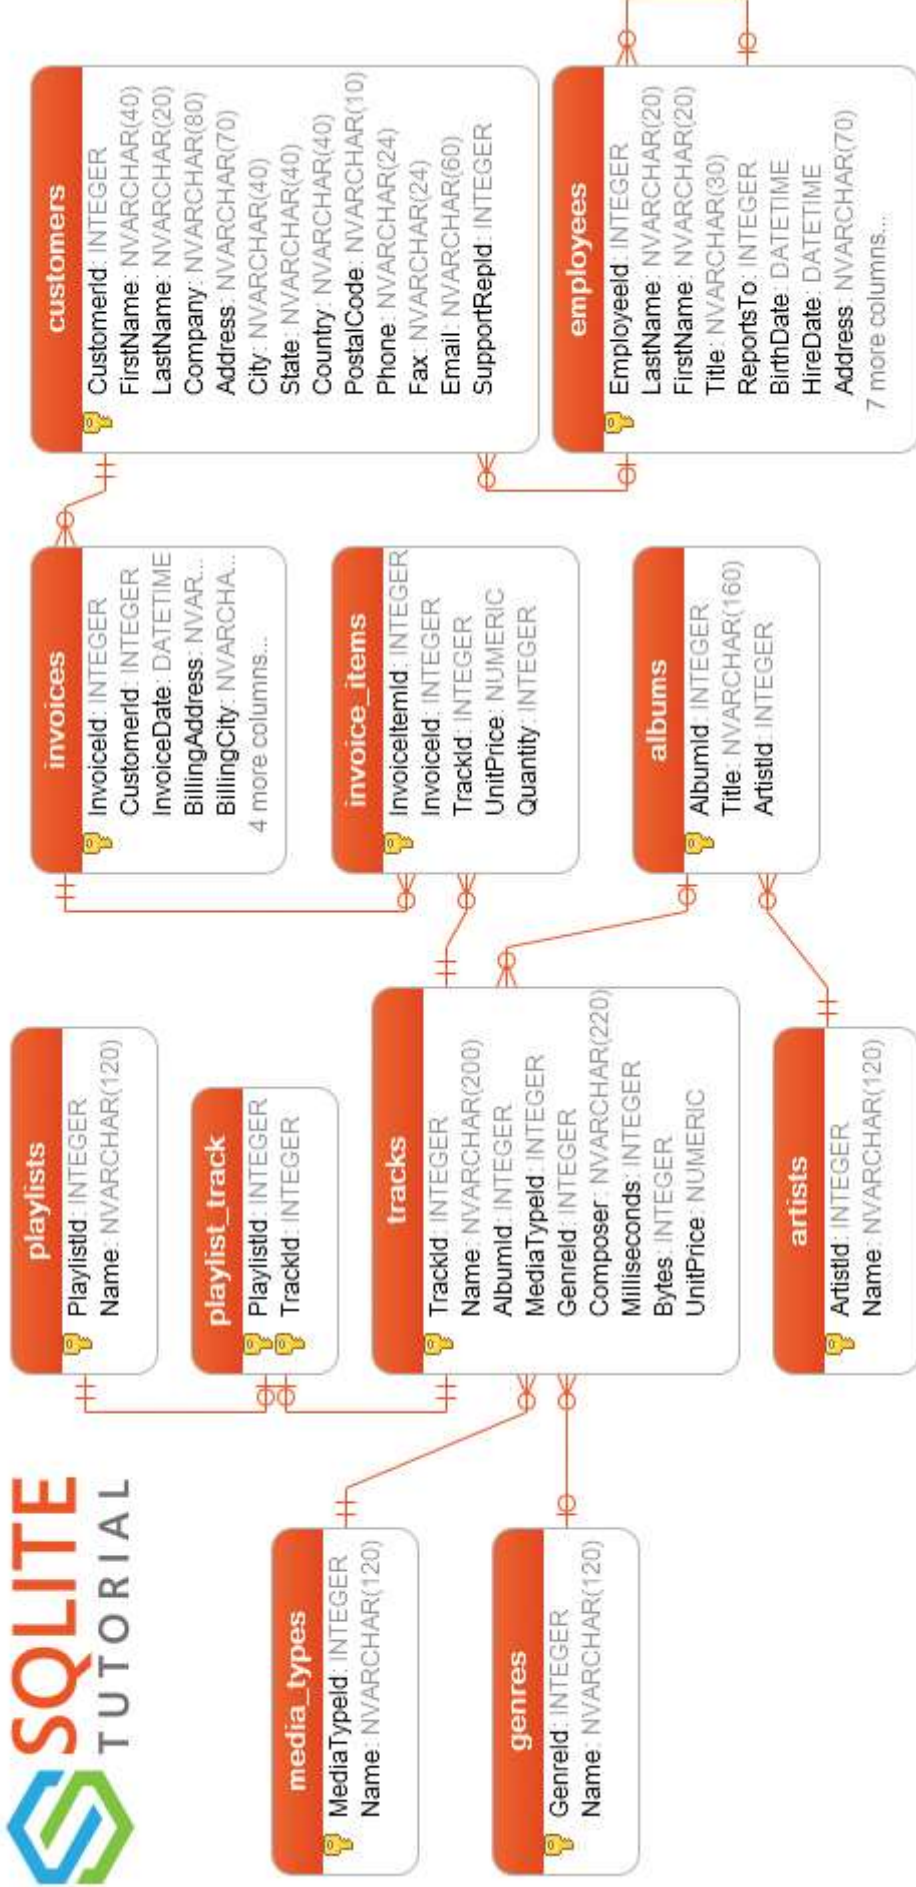 SQLITE
TUTORIAL
media_types
MediaTypeId: INTEGER
Name: NVARCHAR(120)
genres
GenreId: INTEGER
Name: NVARCHAR(120)
playlists
PlaylistId: INTEGER
Name: NVARCHAR(120)
playlist_track
PlaylistId: INTEGER
TrackId: INTEGER
tracks
TrackId: INTEGER
Name: NVARCHAR(200)
AlbumId: INTEGER
MediaTypeId: INTEGER
GenreId: INTEGER
Composer: NVARCHAR(220)
Milliseconds: INTEGER
Bytes: INTEGER
UnitPrice: NUMERIC
artists
ArtistId: INTEGER
Name: NVARCHAR(120)
invoices
InvoiceId: INTEGER
CustomerId: INTEGER
InvoiceDate: DATETIME
BillingAddress: NVAR...
BillingCity: NVARCHA...
4 more columns...
invoice_items
InvoiceItemId: INTEGER
InvoiceId: INTEGER
TrackId: INTEGER
UnitPrice: NUMERIC
Quantity: INTEGER
albums
AlbumId: INTEGER
Title: NVARCHAR(160)
ArtistId: INTEGER
customers
CustomerId: INTEGER
FirstName: NVARCHAR(40)
LastName: NVARCHAR(20)
Company: NVARCHAR(80)
Address: NVARCHAR(70)
City: NVARCHAR(40)
State: NVARCHAR(40)
Country: NVARCHAR(40)
PostalCode: NVARCHAR(10)
Phone: NVARCHAR(24)
Fax: NVARCHAR(24)
Email: NVARCHAR(60)
SupportRepId: INTEGER
employees
EmployeeId: INTEGER
LastName: NVARCHAR(20)
FirstName: NVARCHAR(20)
Title: NVARCHAR(30)
ReportsTo: INTEGER
BirthDate: DATETIME
HireDate: DATETIME
Address: NVARCHAR(70)
7 more columns...